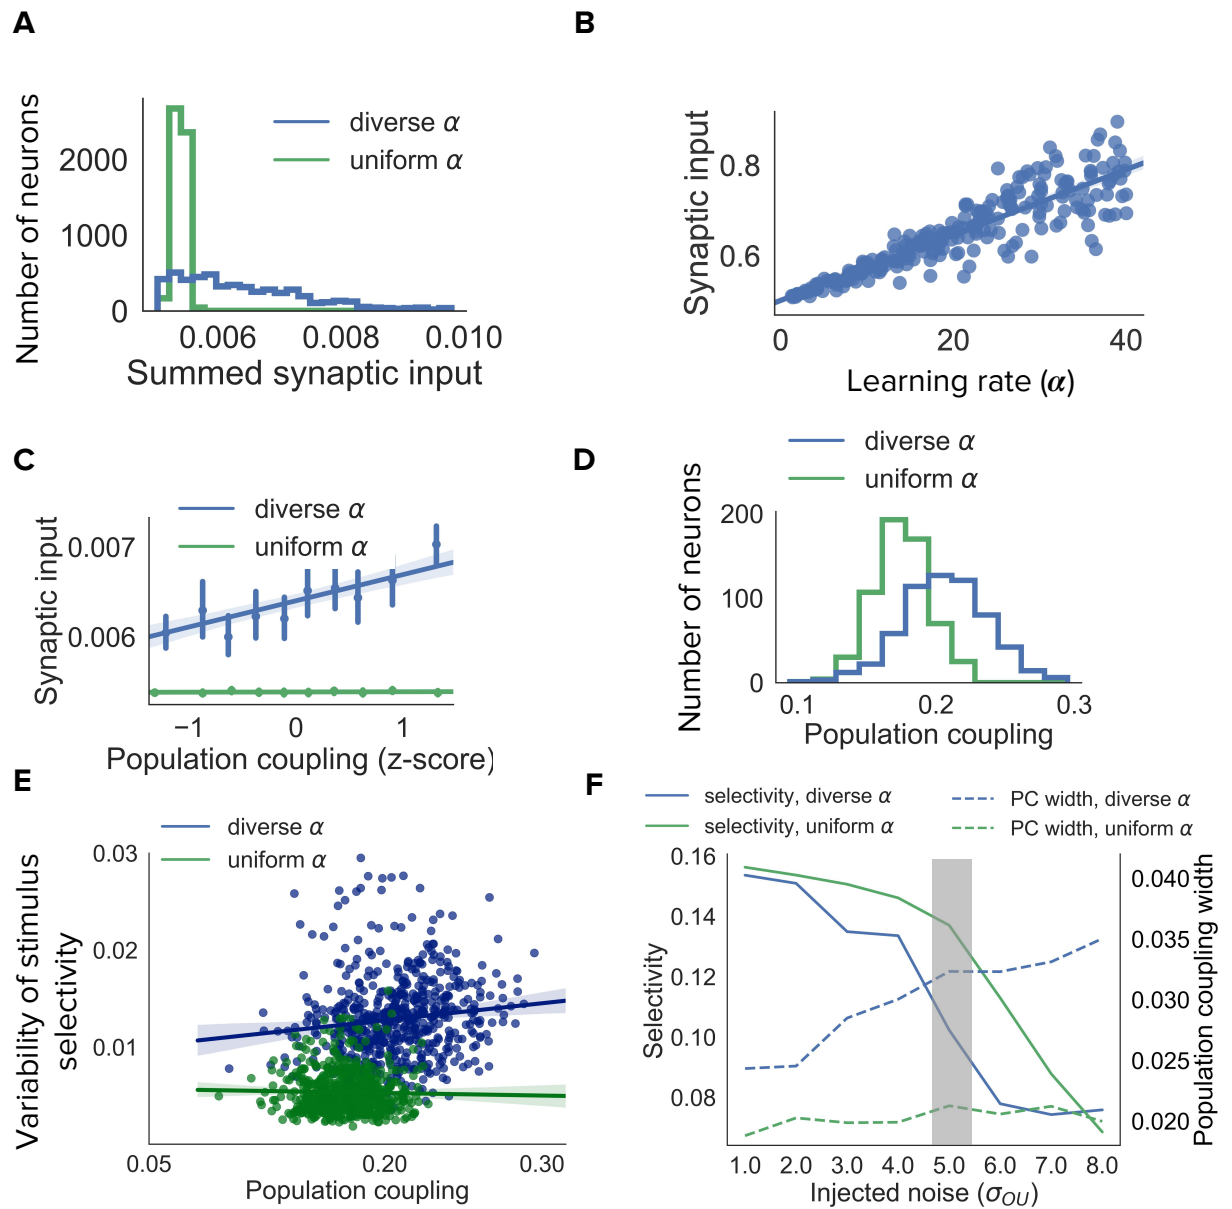 A
Number of neurons
2000
1000
0
diverse α
uniform α
0.006
0.008
0.010
Summed synaptic input
B
Synaptic input
0.8
0.6
0
20
40
Learning rate (α)
C
Synaptic input
0.007
0.006
diverse α
uniform α
−1
0
1
Population coupling (z-score)
D
diverse α
uniform α
Number of neurons
200
100
0
0.1
0.2
0.3
Population coupling
E
diverse α
uniform α
Variability of stimulus
selectivity
0.03
0.02
0.01
0.05
0.20
0.30
Population coupling
F
selectivity, diverse α
selectivity, uniform α
PC width, diverse α
PC width, uniform α
Selectivity
0.16
0.14
0.12
0.10
0.08
0.040
0.035
0.030
0.025
0.020
Population coupling width
1.0 2.0 3.0 4.0 5.0 6.0 7.0 8.0
Injected noise (σOU)